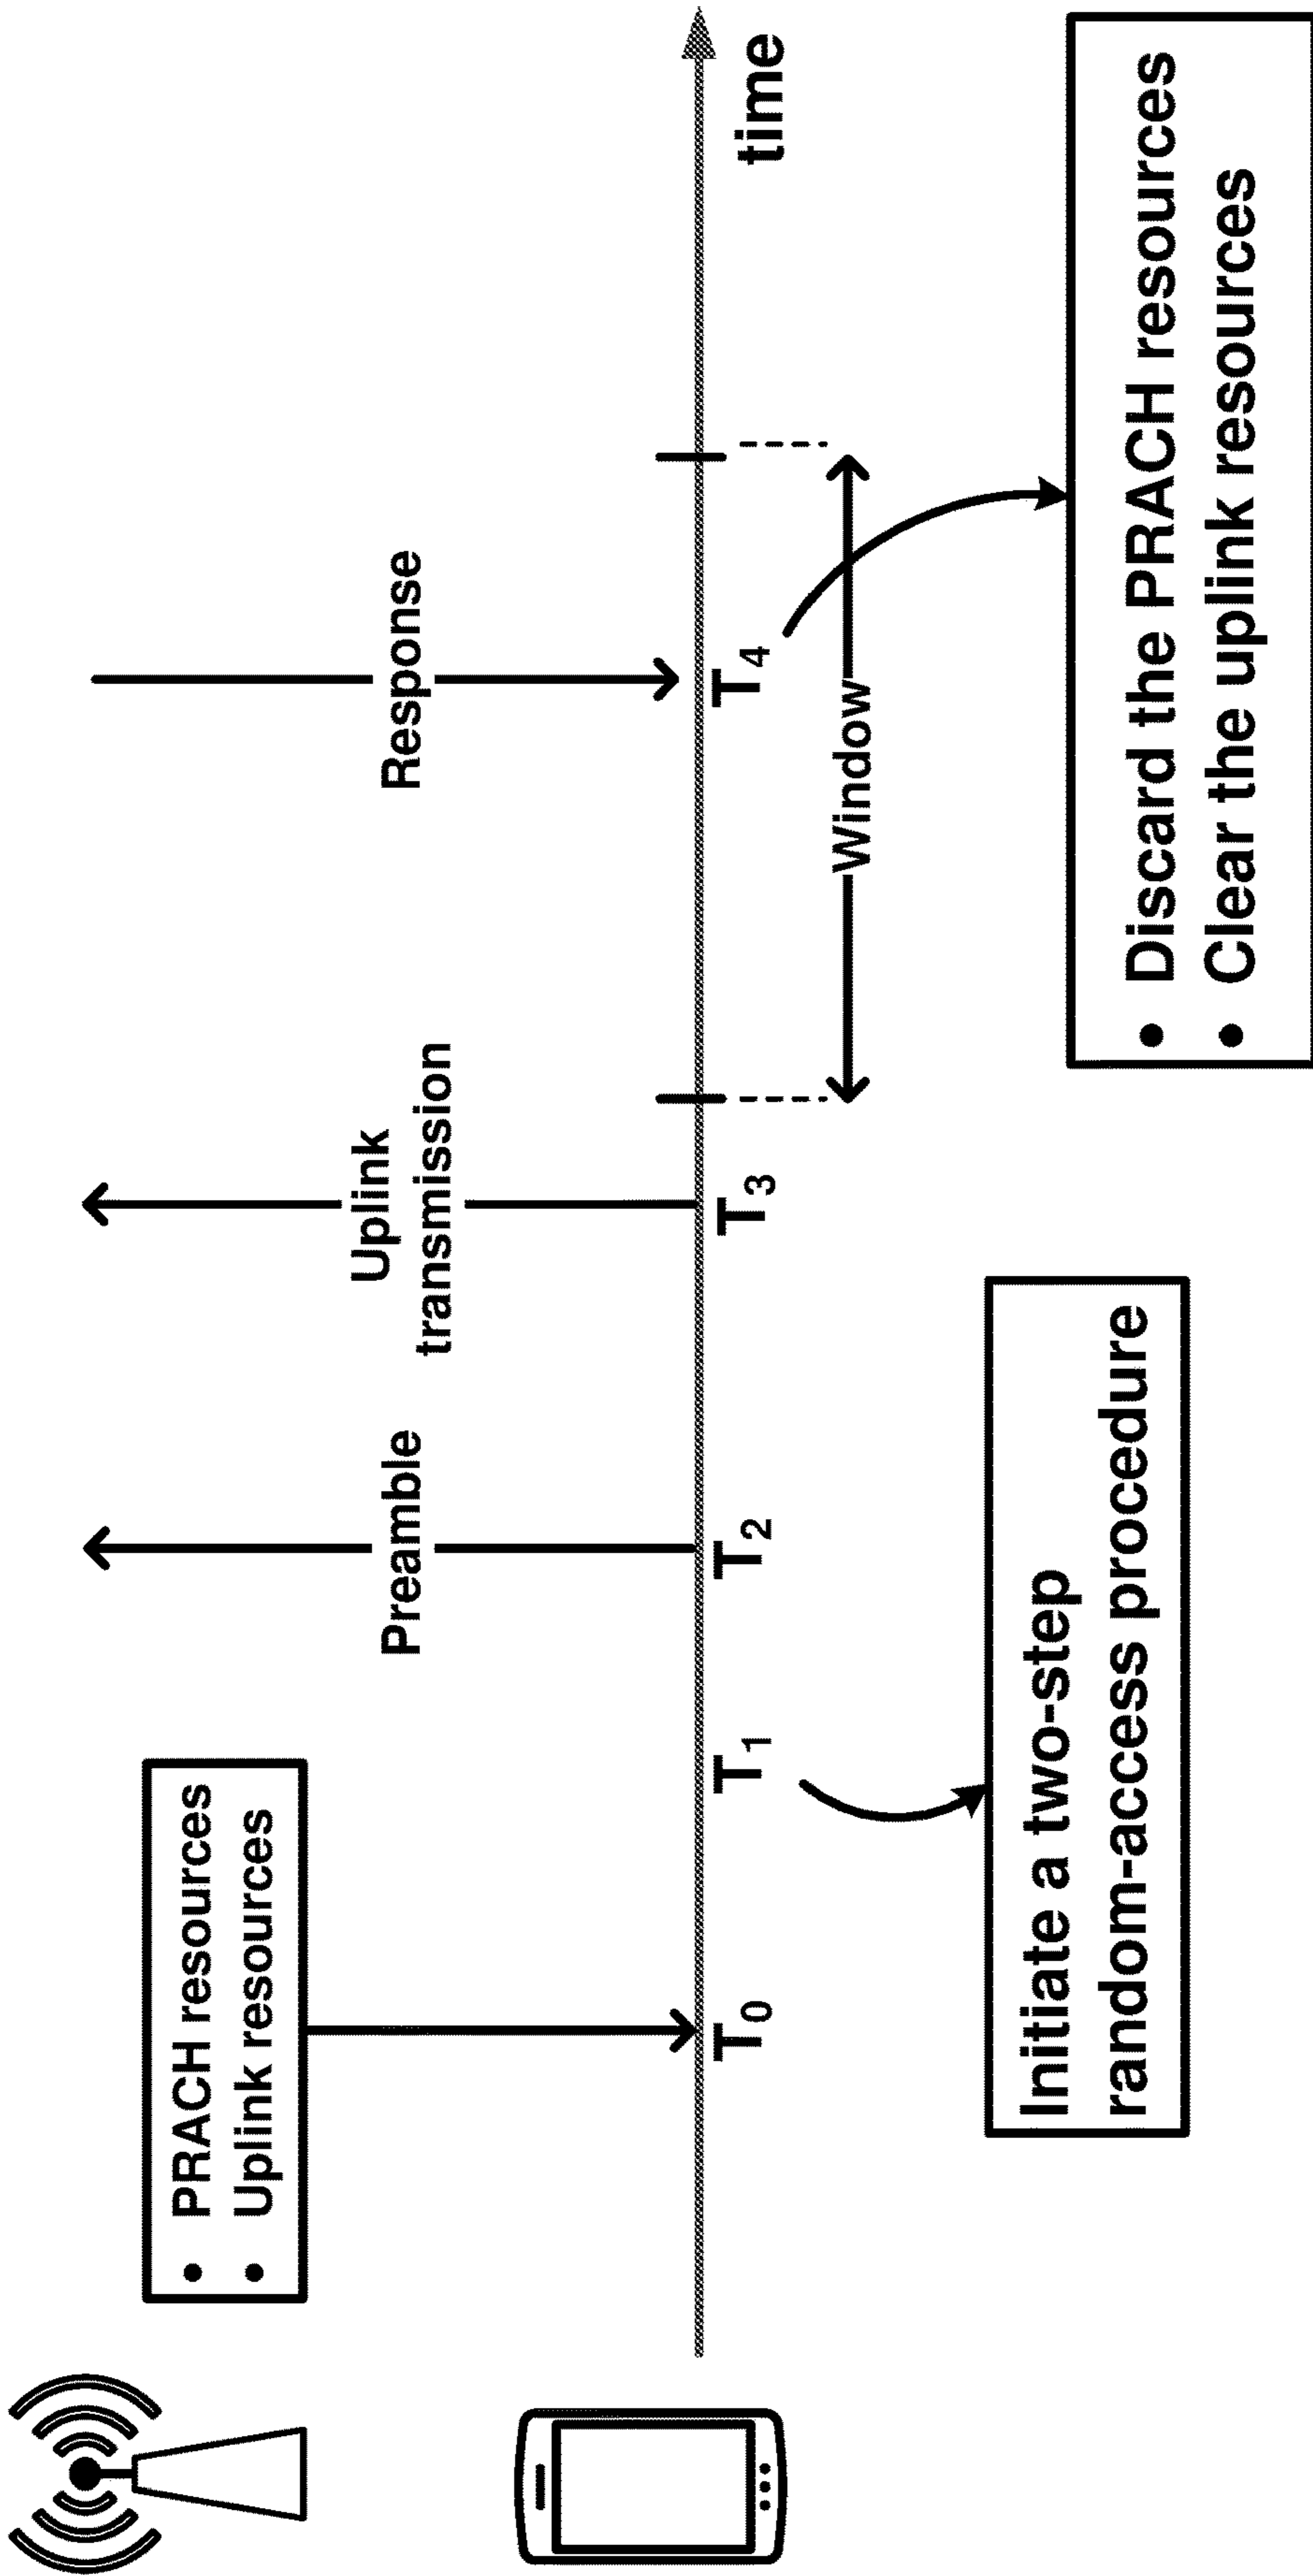 • PRACH resources
• Uplink resources
Preamble
Uplink
transmission
Response
T0
T1
T2
T3
T4
time
Window
Initiate a two-step
random-access procedure
• Discard the PRACH resources
• Clear the uplink resources